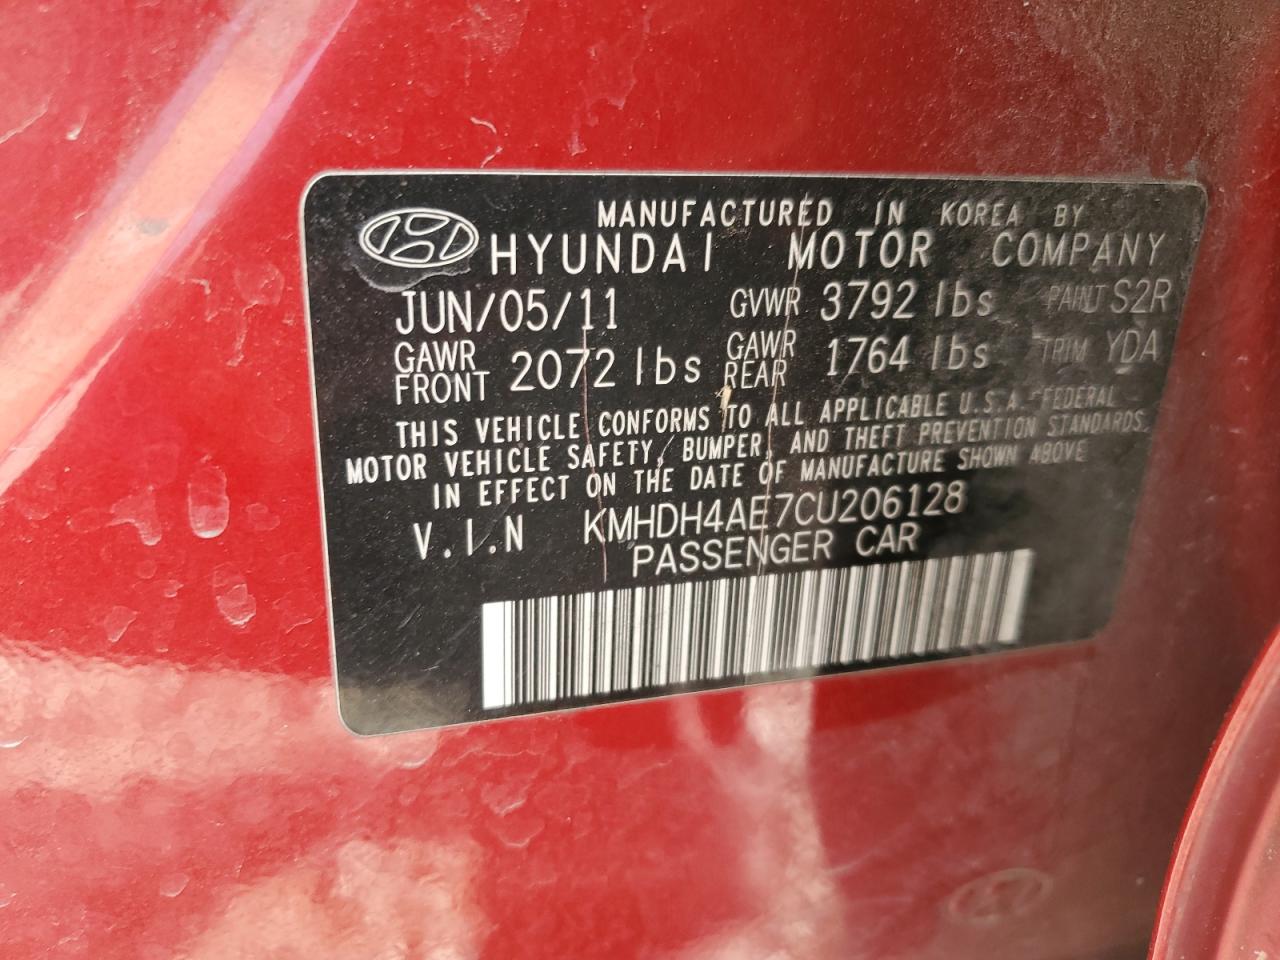 MANUFACTURED IN KOREA BY
HYUNDAI MOTOR COMPANY
JUN/05/11 GVWR 3792 lbs PAINT S2R
GAWR FRONT 2072 lbs GAWR REAR 1764 lbs TRIM YDA
THIS VEHICLE CONFORMS TO ALL APPLICABLE U.S.A. FEDERAL
MOTOR VEHICLE SAFETY, BUMPER, AND THEFT PREVENTION STANDARDS
IN EFFECT ON THE DATE OF MANUFACTURE SHOWN ABOVE
V.I.N KMHDH4AE7CU206128
PASSENGER CAR